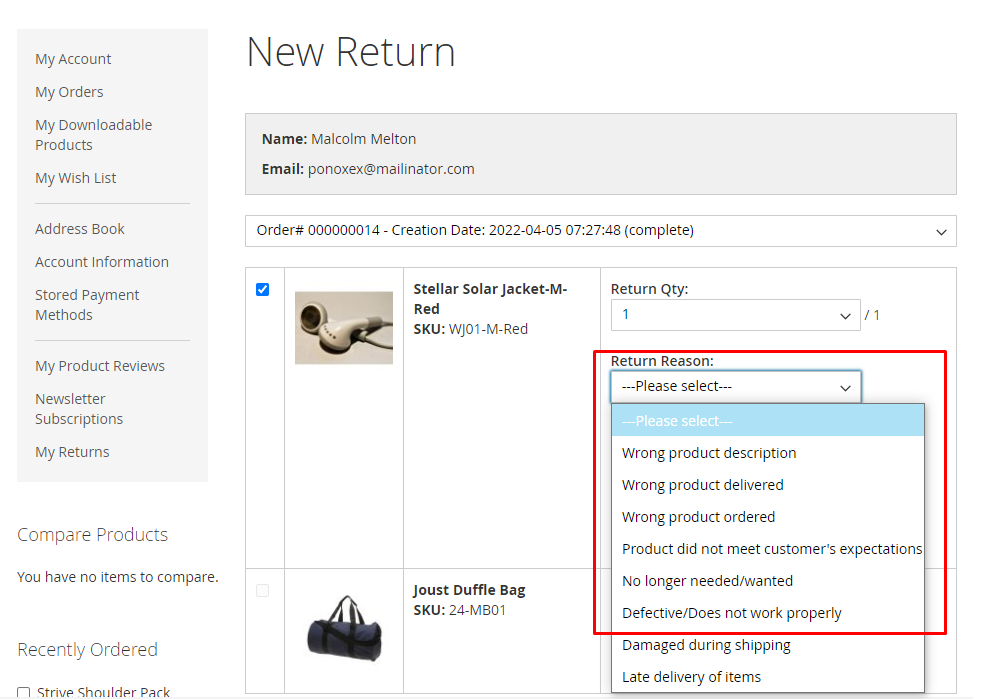 My Account
My Orders
My Downloadable
Products
My Wish List
Address Book
Account Information
Stored Payment
Methods
My Product Reviews
Newsletter
Subscriptions
My Returns
Compare Products
You have no items to compare.
Recently Ordered
Strive Shoulder Pack
New Return
Name: Malcolm Melton
Email: ponoxex@mailinator.com
Order# 000000014 - Creation Date: 2022-04-05 07:27:48 (complete)
Stellar Solar Jacket-M-
Red
SKU: WJ01-M-Red
Return Qty:
1 / 1
Return Reason:
---Please select---
---Please select---
Wrong product description
Wrong product delivered
Wrong product ordered
Product did not meet customer's expectations
No longer needed/wanted
Defective/Does not work properly
Damaged during shipping
Late delivery of items
Joust Duffle Bag
SKU: 24-MB01